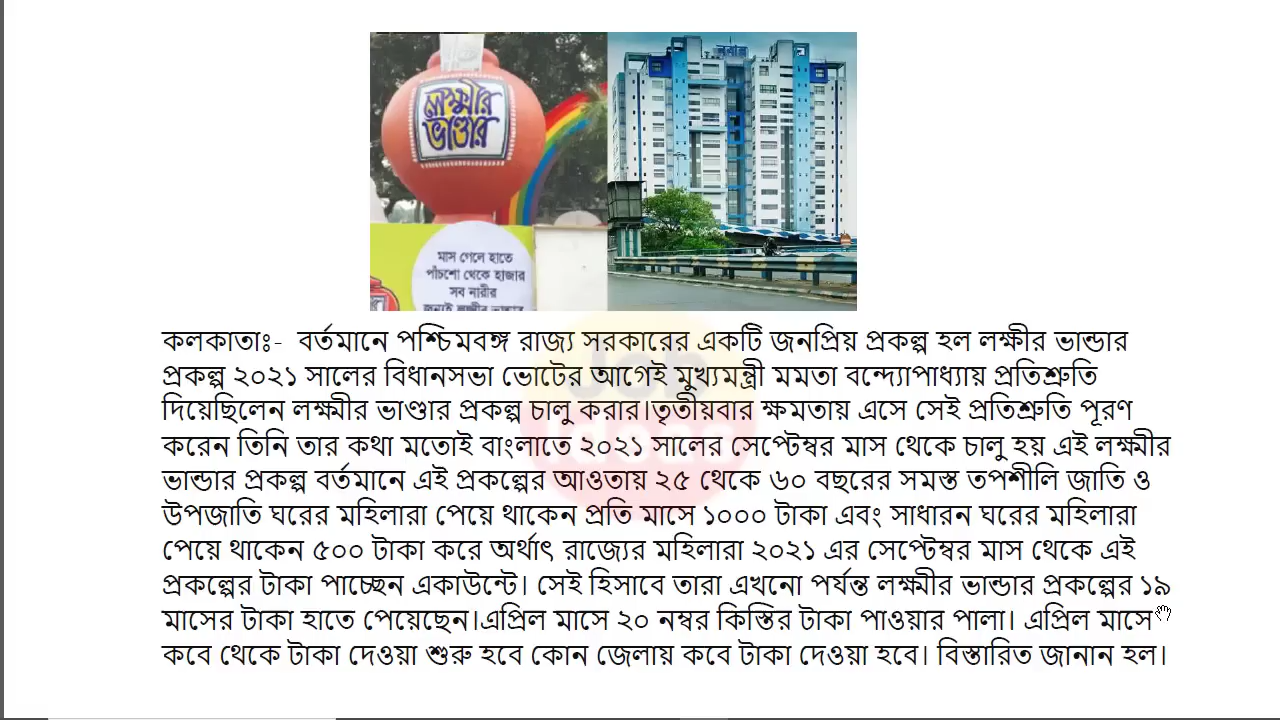 লক্ষ্মীর
ভাণ্ডার
নবান্ন
মাস গেলে হাতে
পাঁচশো থেকে হাজার
সব নারীর
কলকাতাঃ- বর্তমানে পশ্চিমবঙ্গ রাজ্য সরকারের একটি জনপ্রিয় প্রকল্প হল লক্ষীর ভান্ডার
প্রকল্প ২০২১ সালের বিধানসভা ভোটের আগেই মুখ্যমন্ত্রী মমতা বন্দ্যোপাধ্যায় প্রতিশ্রুতি
দিয়েছিলেন লক্ষ্মীর ভাণ্ডার প্রকল্প চালু করার।তৃতীয়বার ক্ষমতায় এসে সেই প্রতিশ্রুতি পূরণ
করেন তিনি তার কথা মতোই বাংলাতে ২০২১ সালের সেপ্টেম্বর মাস থেকে চালু হয় এই লক্ষ্মীর
ভান্ডার প্রকল্প বর্তমানে এই প্রকল্পের আওতায় ২৫ থেকে ৬০ বছরের সমস্ত তপশীলি জাতি ও
উপজাতি ঘরের মহিলারা পেয়ে থাকেন প্রতি মাসে ১০০০ টাকা এবং সাধারন ঘরের মহিলারা
পেয়ে থাকেন ৫০০ টাকা করে অর্থাৎ রাজ্যের মহিলারা ২০২১ এর সেপ্টেম্বর মাস থেকে এই
প্রকল্পের টাকা পাচ্ছেন একাউন্টে। সেই হিসাবে তারা এখনো পর্যন্ত লক্ষ্মীর ভান্ডার প্রকল্পের ১৯
মাসের টাকা হাতে পেয়েছেন।এপ্রিল মাসে ২০ নম্বর কিস্তির টাকা পাওয়ার পালা। এপ্রিল মাসে
কবে থেকে টাকা দেওয়া শুরু হবে কোন জেলায় কবে টাকা দেওয়া হবে। বিস্তারিত জানান হল।